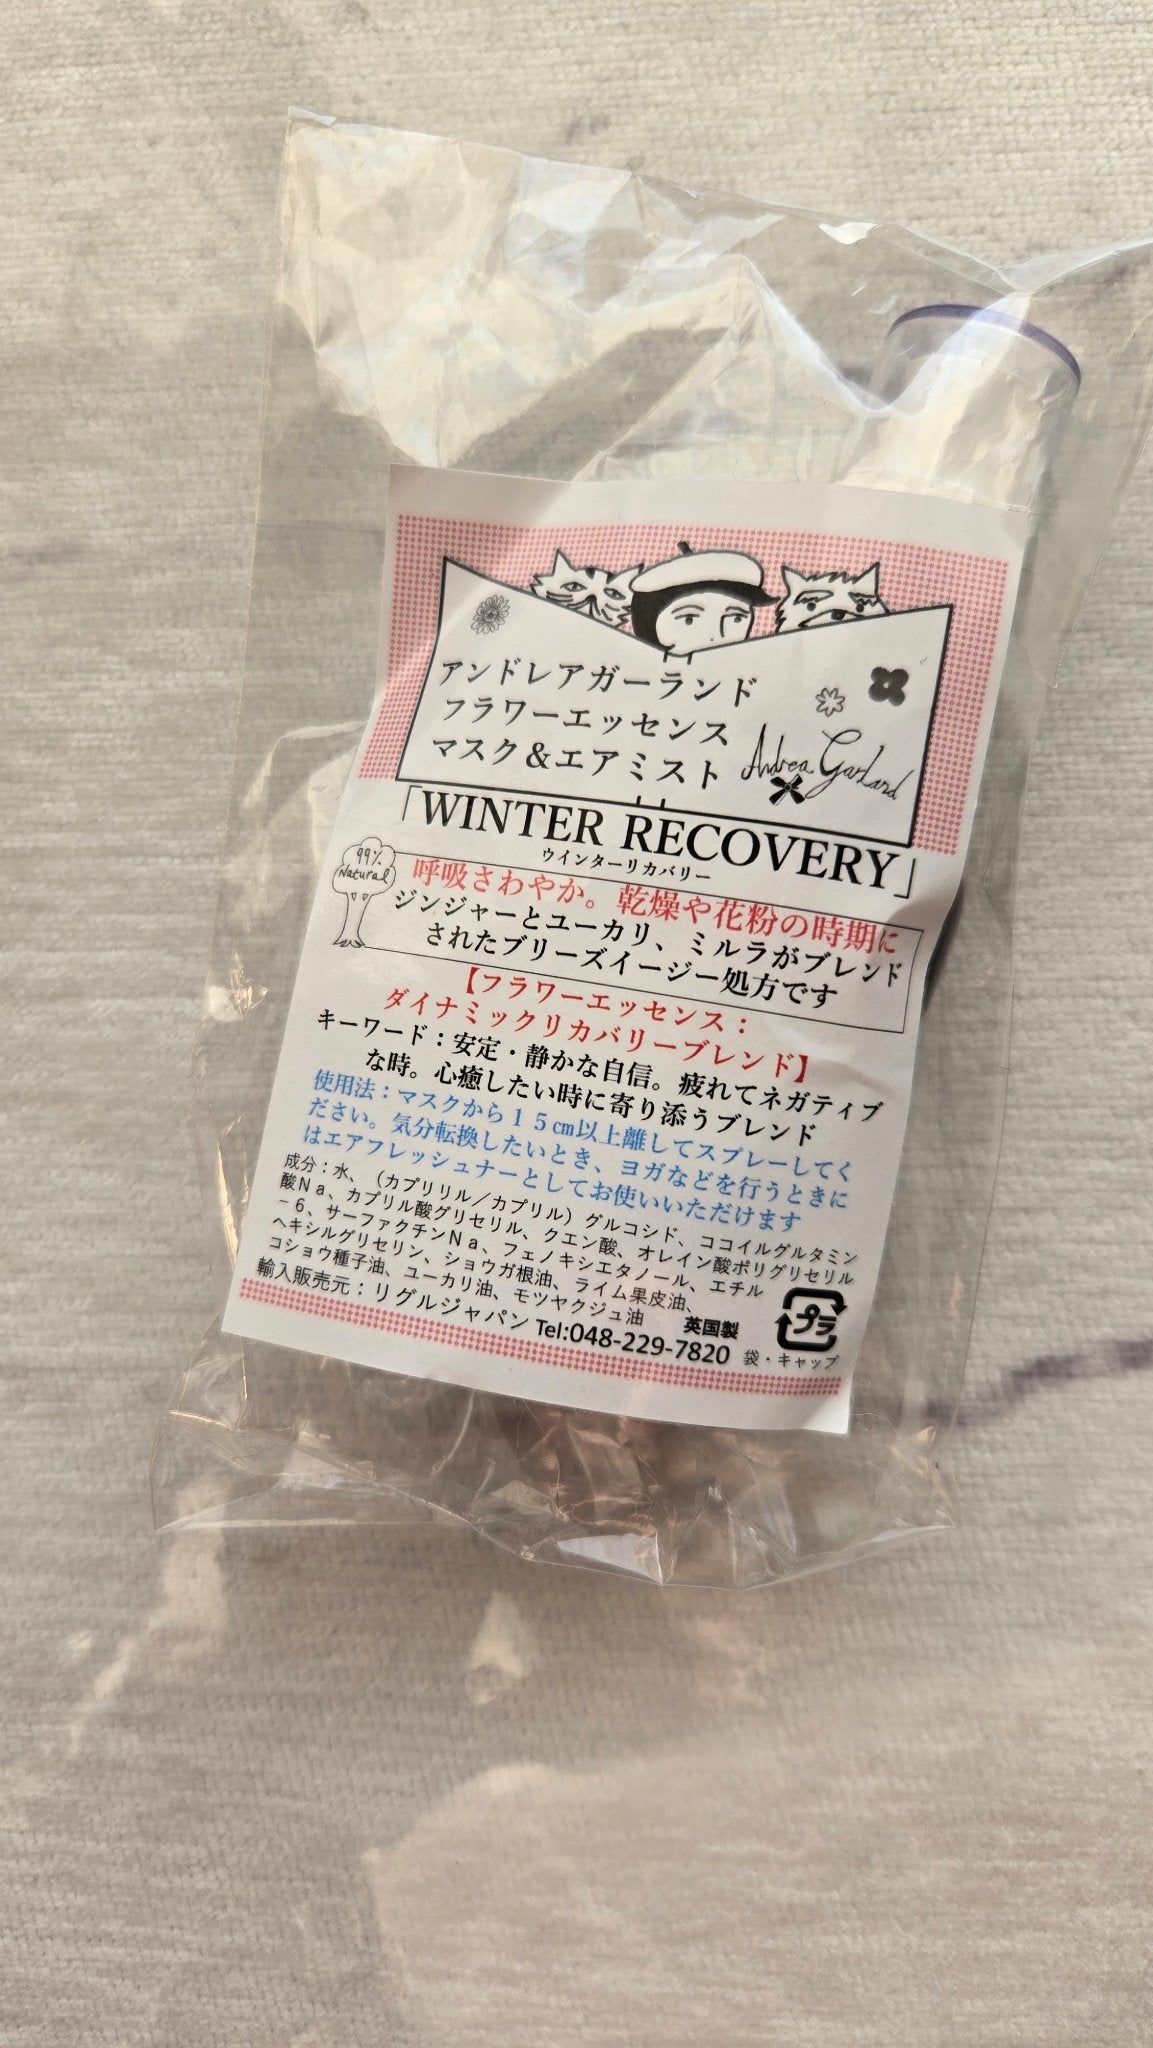 アンドレアガーランド
フラワーエッセンス
マスク&エアミスト
Andrea Garland
「WINTER RECOVERY」
ウインターリカバリー
99%
Natural
呼吸さわやか。乾燥や花粉の時期に
ジンジャーとユーカリ、ミルラがブレンド
されたブリーズイージー処方です
【フラワーエッセンス：
ダイナミックリカバリーブレンド】
キーワード：安定・静かな自信。疲れてネガティブ
な時。心癒したい時に寄り添うブレンド
使用法：マスクから１５㎝以上離してスプレーしてく
ださい。気分転換したいとき、ヨガなどを行うときに
はエアフレッシュナーとしてお使いいただけます
成分：水、（カプリリル／カプリル）グルコシド、ココイルグルタミン
酸Ｎａ、カプリル酸グリセリル、クエン酸、オレイン酸ポリグリセリル
－６、サーファクチンＮａ、フェノキシエタノール、エチル
ヘキシルグリセリン、ショウガ根油、ライム果皮油、
コショウ種子油、ユーカリ油、モツヤクジュ油
英国製
輸入販売元：リグルジャパン Tel:048-229-7820
プラ
袋・キャップ